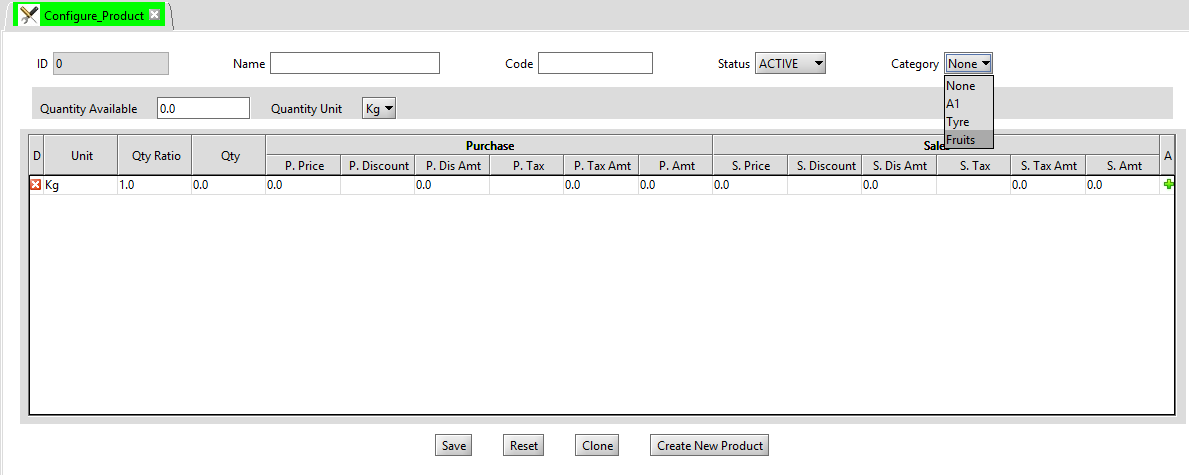 Configure_Product
ID 0 Name Code Status ACTIVE Category None
None
A1
Tyre
Fruits
Quantity Available 0.0 Quantity Unit Kg
D Unit Qty Ratio Qty Purchase Sales A
P. Price P. Discount P. Dis Amt P. Tax P. Tax Amt P. Amt S. Price S. Discount S. Dis Amt S. Tax S. Tax Amt S. Amt
Kg 1.0 0.0 0.0 0.0 0.0 0.0 0.0 0.0 0.0 0.0
Save Reset Clone Create New Product